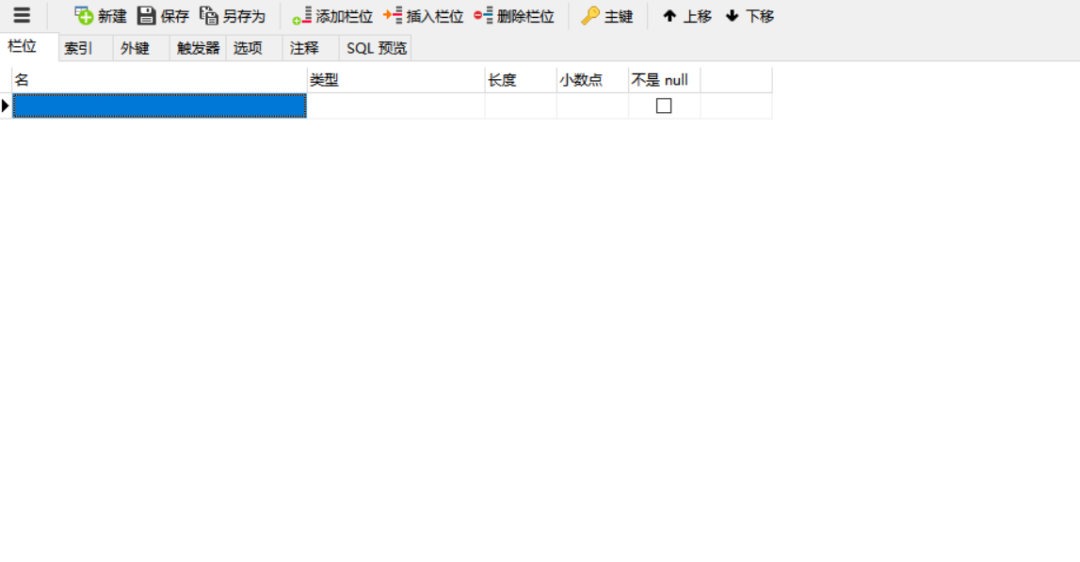 新建 保存 另存为 添加栏位 插入栏位 删除栏位 主键 上移 下移
栏位 索引 外键 触发器 选项 注释 SQL 预览
名 类型 长度 小数点 不是 null